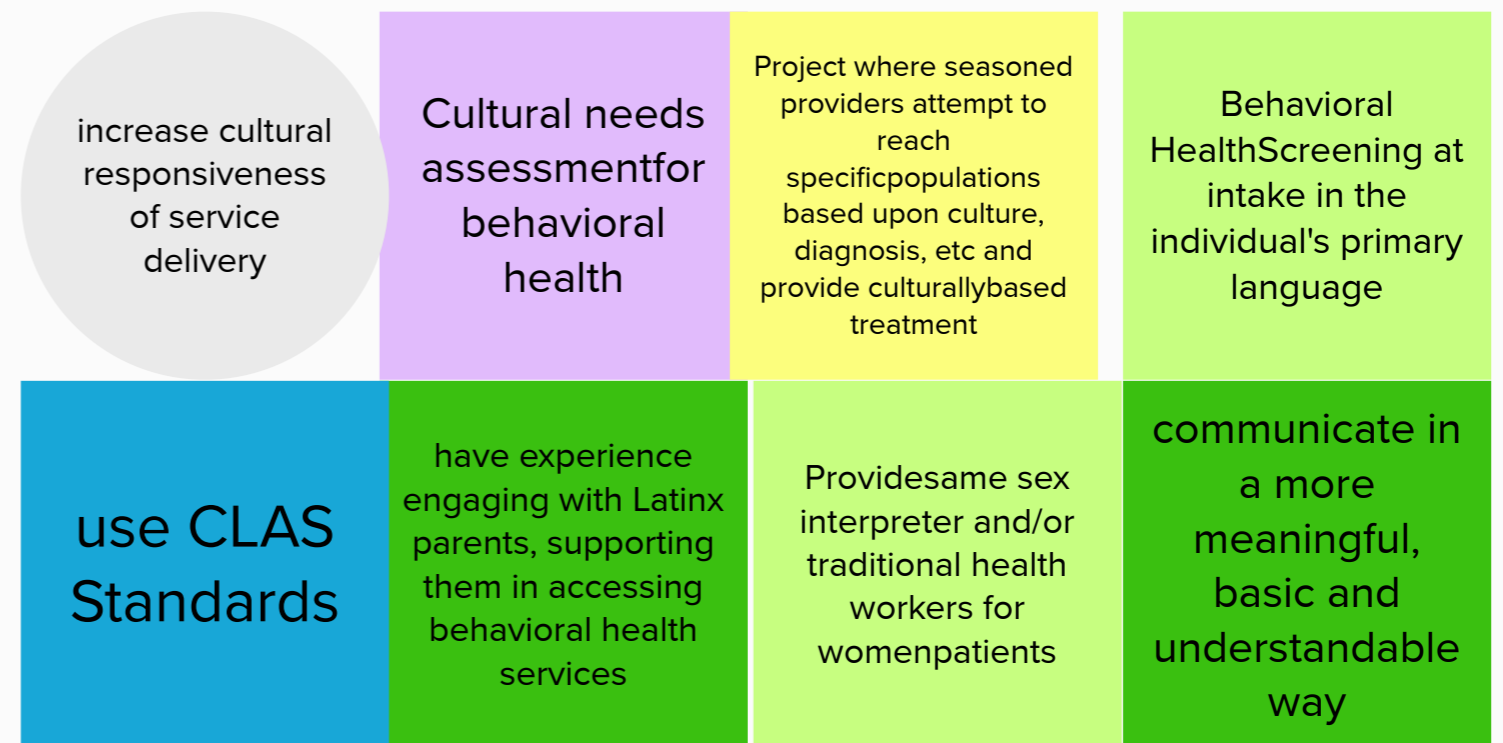 increase cultural
responsiveness
of service
delivery
Cultural needs
assessmentfor
behavioral
health
Project where seasoned
providers attempt to
reach
specificpopulations
based upon culture,
diagnosis, etc and
provide culturallybased
treatment
Behavioral
HealthScreening at
intake in the
individual's primary
language
use CLAS
Standards
have experience
engaging with Latinx
parents, supporting
them in accessing
behavioral health
services
Providesame sex
interpreter and/or
traditional health
workers for
womenpatients
communicate in
a more
meaningful,
basic and
understandable
way